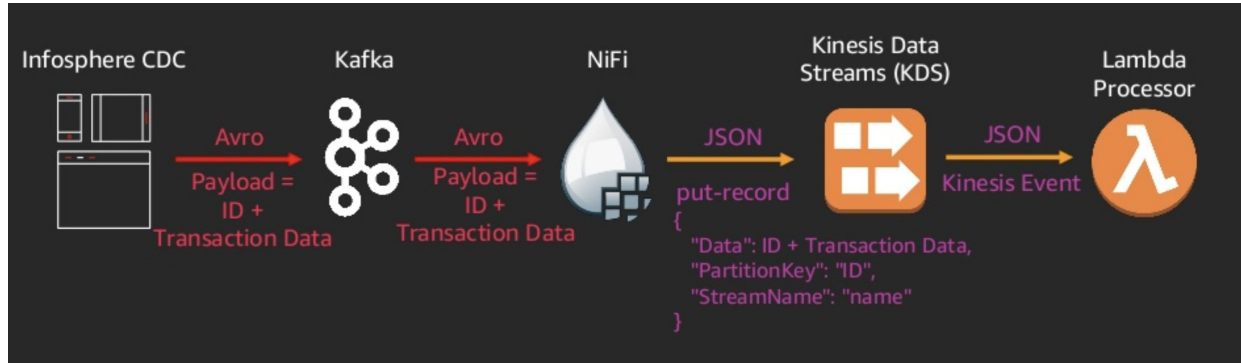 Infosphere CDC
Kafka
NiFi
Kinesis Data
Streams (KDS)
Lambda
Processor
Avro
Payload =
ID +
Transaction Data
Avro
Payload =
ID +
Transaction Data
JSON
put-record
{
"Data": ID + Transaction Data,
"PartitionKey": "ID",
"StreamName": "name"
}
JSON
Kinesis Event
λ